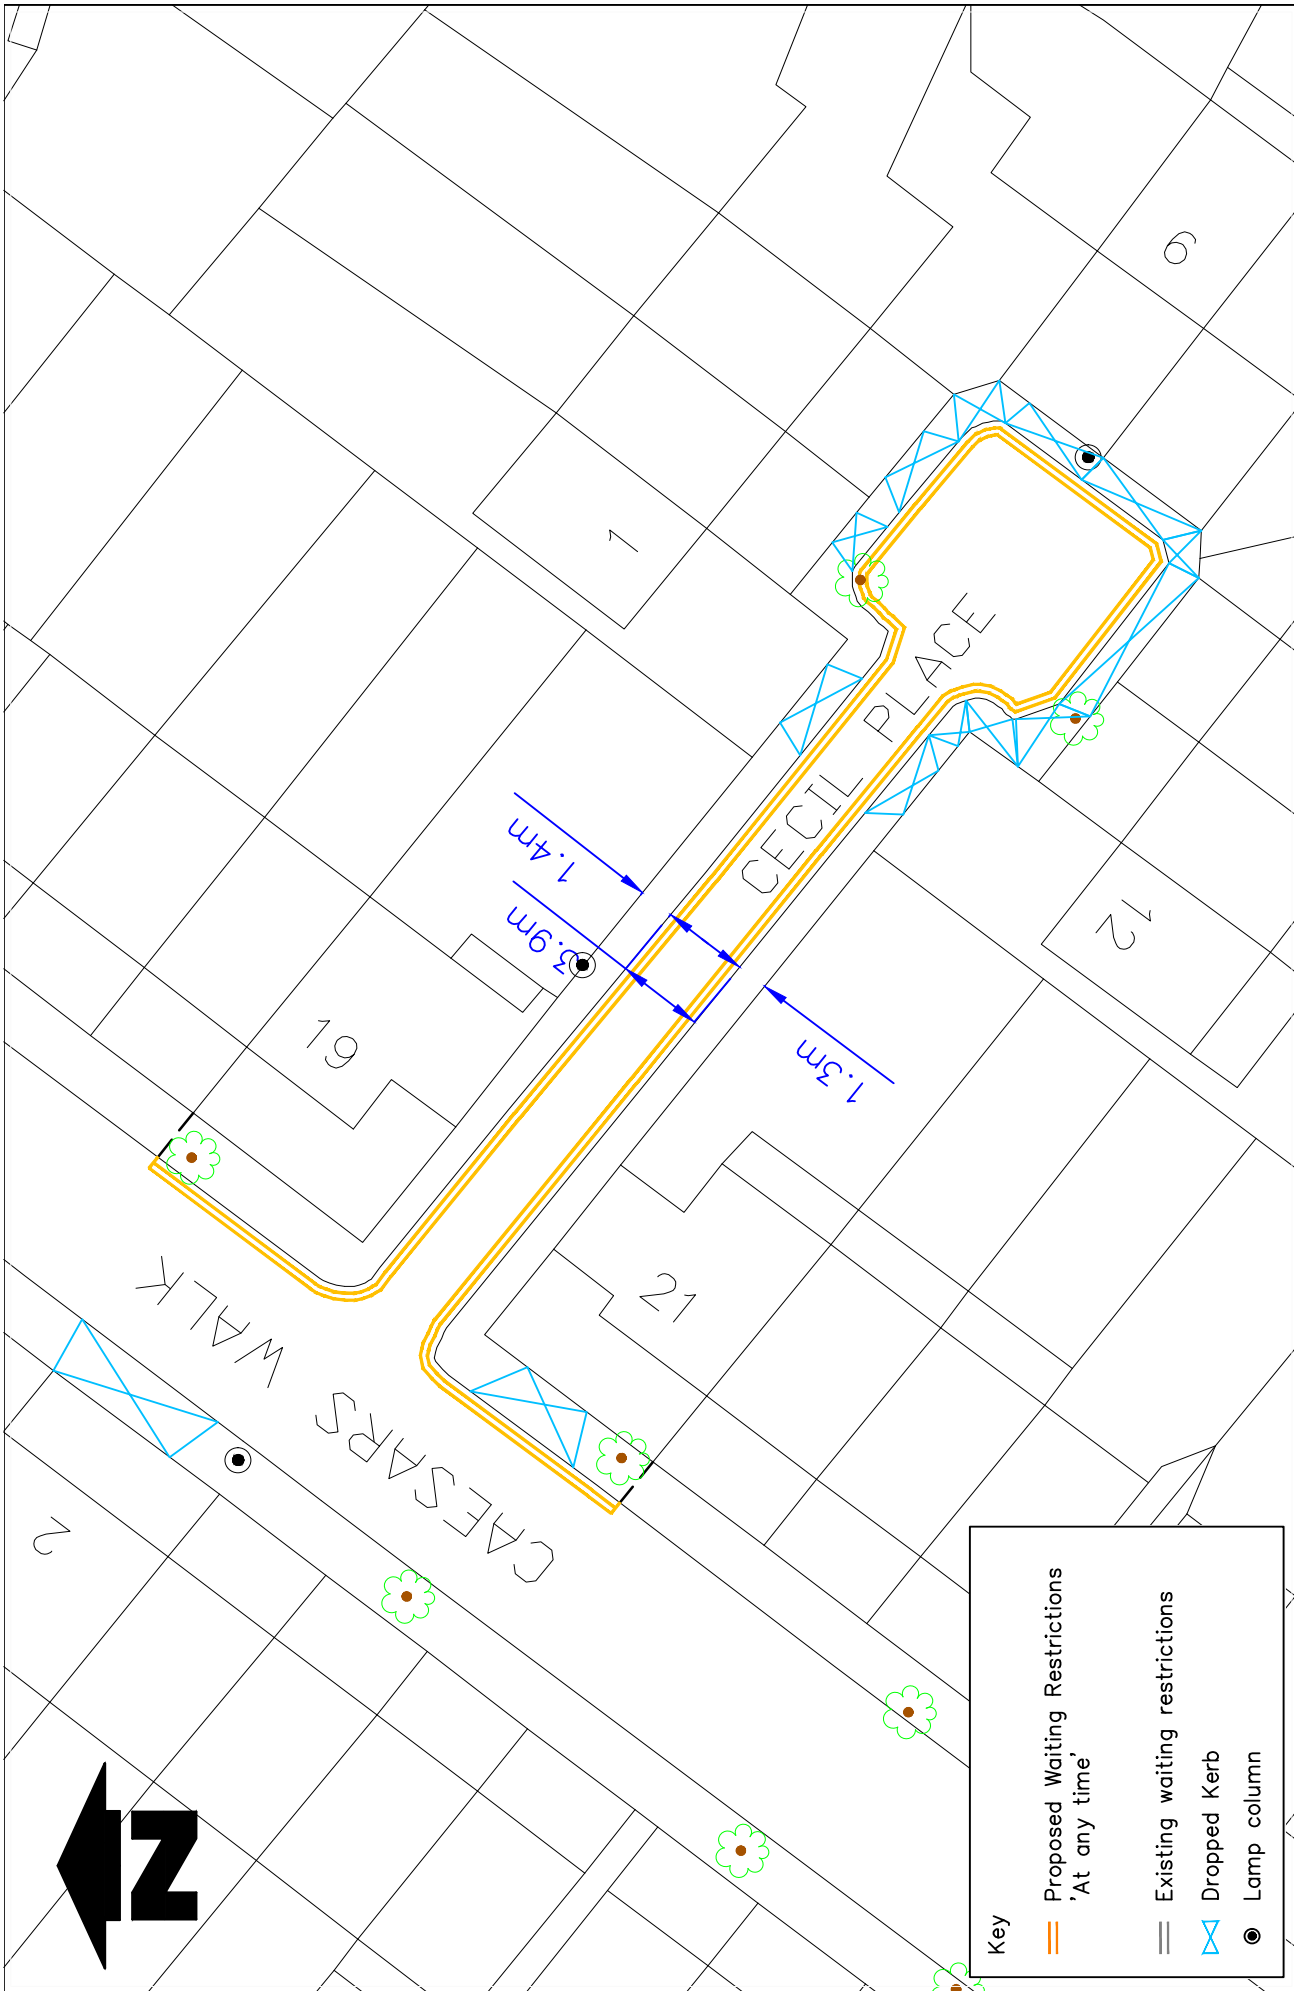 1
6
12
19
21
2
CECIL PLACE
CAESARS WALK
1.4m
3.9m
1.3m
N
Key
Proposed Waiting Restrictions
'At any time'
Existing waiting restrictions
Dropped Kerb
Lamp column